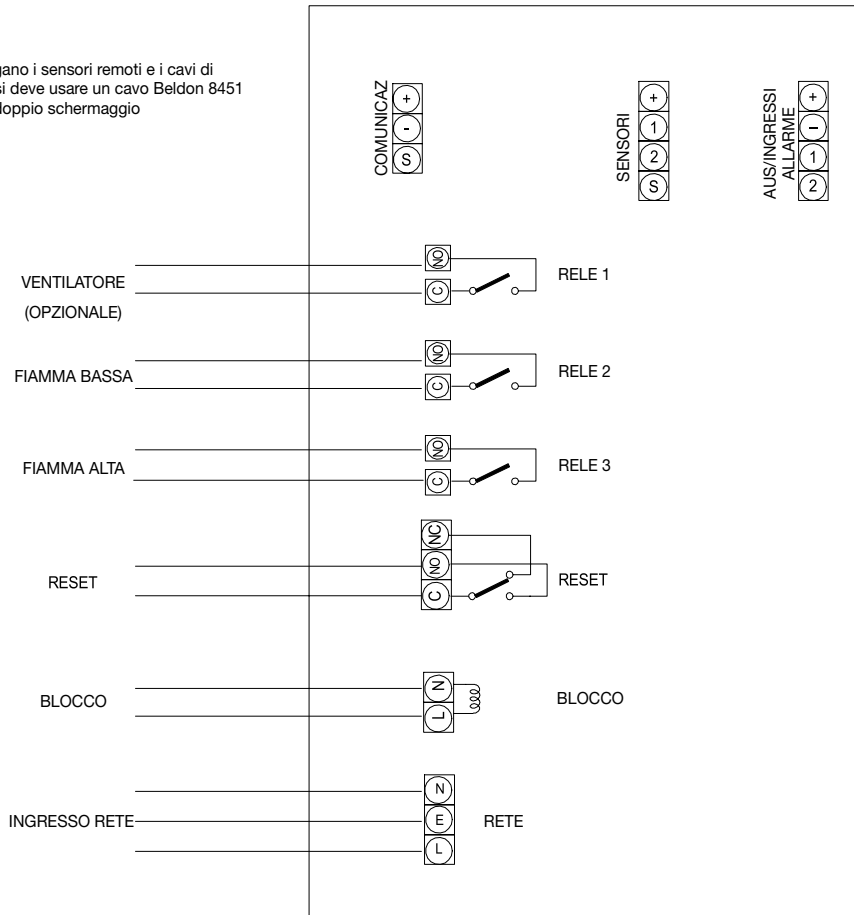 i sensori remoti e i cavi di
si deve usare un cavo Beldon 8451
doppio schermaggio
COMUNICAZ
+
-
S
SENSORI
+
1
2
S
AUS/INGRESSI
ALLARME
+
−
1
2
VENTILATORE
(OPZIONALE)
NO
C
RELE 1
FIAMMA BASSA
NO
C
RELE 2
FIAMMA ALTA
NO
C
RELE 3
RESET
NC
NO
C
RESET
BLOCCO
N
L
BLOCCO
INGRESSO RETE
N
E
L
RETE